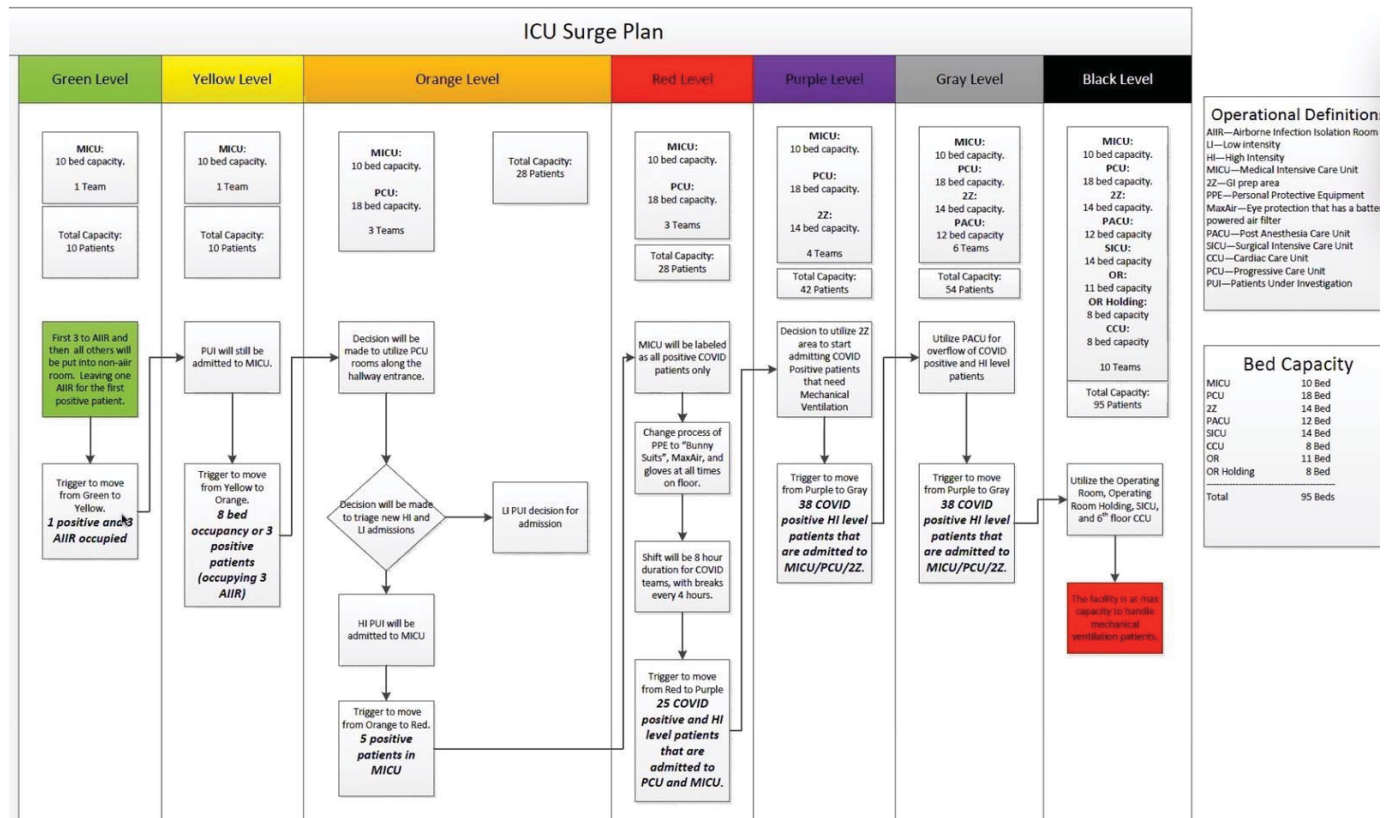 ICU Surge Plan
Green Level
Yellow Level
Orange Level
Red Level
Purple Level
Gray Level
Black Level
MICU:
10 bed capacity.
1 Team
Total Capacity:
10 Patients
First 3 to AIIR and
then all others will
be put into non-aiir
room. Leaving one
AIIR for the first
positive patient.
Trigger to move
from Green to
Yellow.
1 positive and 3
AIIR occupied
MICU:
10 bed capacity.
1 Team
Total Capacity:
10 Patients
PUI will still be
admitted to MICU.
Trigger to move
from Yellow to
Orange.
8 bed
occupancy or 3
positive
patients
(occupying 3
AIIR)
MICU:
10 bed capacity.
PCU:
18 bed capacity.
3 Teams
Total Capacity:
28 Patients
Decision will be
made to utilize PCU
rooms along the
hallway entrance.
Decision will be made
to triage new HI and
LI admissions
LI PUI decision for
admission
HI PUI will be
admitted to MICU
Trigger to move
from Orange to Red.
5 positive
patients in
MICU
MICU:
10 bed capacity.
PCU:
18 bed capacity.
3 Teams
Total Capacity:
28 Patients
MICU will be labeled
as all positive COVID
patients only
Change process of
PPE to “Bunny
Suits”, MaxAir, and
gloves at all times
on floor.
Shift will be 8 hour
duration for COVID
teams, with breaks
every 4 hours.
Trigger to move
from Red to Purple
25 COVID
positive and HI
level patients
that are
admitted to
PCU and MICU.
MICU:
10 bed capacity.
PCU:
18 bed capacity.
2Z:
14 bed capacity.
4 Teams
Total Capacity:
42 Patients
Decision to utilize 2Z
area to start
admitting COVID
Positive patients
that need
Mechanical
Ventilation
Trigger to move
from Purple to Gray
38 COVID
positive HI level
patients that
are admitted to
MICU/PCU/2Z.
MICU:
10 bed capacity.
PCU:
18 bed capacity.
2Z:
14 bed capacity.
PACU:
12 bed capacity
6 Teams
Total Capacity:
54 Patients
Utilize PACU for
overflow of COVID
positive and HI level
patients
Trigger to move
from Purple to Gray
38 COVID
positive HI level
patients that
are admitted to
MICU/PCU/2Z.
MICU:
10 bed capacity.
PCU:
18 bed capacity.
2Z:
14 bed capacity.
PACU:
12 bed capacity
SICU:
14 bed capacity
OR:
11 bed capacity
OR Holding:
8 bed capacity
CCU:
8 bed capacity
10 Teams
Total Capacity:
95 Patients
Utilize the Operating
Room, Operating
Room Holding, SICU,
and 6th floor CCU
The facility is at max
capacity to handle
mechanical
ventilation patients.
Operational Definitions
AIIR—Airborne Infection Isolation Room
LI—Low intensity
HI—High Intensity
MICU—Medical Intensive Care Unit
2Z—GI prep area
PPE—Personal Protective Equipment
MaxAir—Eye protection that has a batter
powered air filter
PACU—Post Anesthesia Care Unit
SICU—Surgical Intensive Care Unit
CCU—Cardiac Care Unit
PCU—Progressive Care Unit
PUI—Patients Under Investigation
Bed Capacity
MICU 10 Bed
PCU 18 Bed
2Z 14 Bed
PACU 12 Bed
SICU 14 Bed
CCU 8 Bed
OR 11 Bed
OR Holding 8 Bed
Total 95 Beds